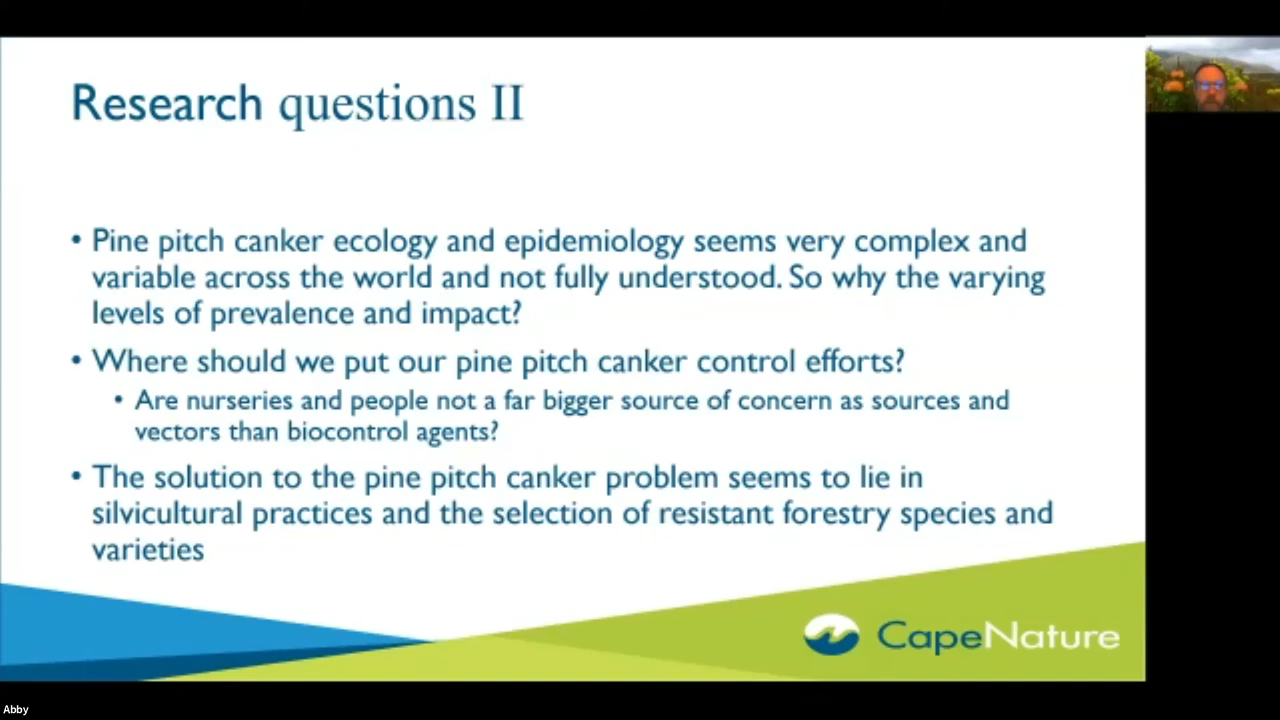 Research questions II
• Pine pitch canker ecology and epidemiology seems very complex and
variable across the world and not fully understood. So why the varying
levels of prevalence and impact?
• Where should we put our pine pitch canker control efforts?
• Are nurseries and people not a far bigger source of concern as sources and
vectors than biocontrol agents?
• The solution to the pine pitch canker problem seems to lie in
silvicultural practices and the selection of resistant forestry species and
varieties
CapeNature
Abby